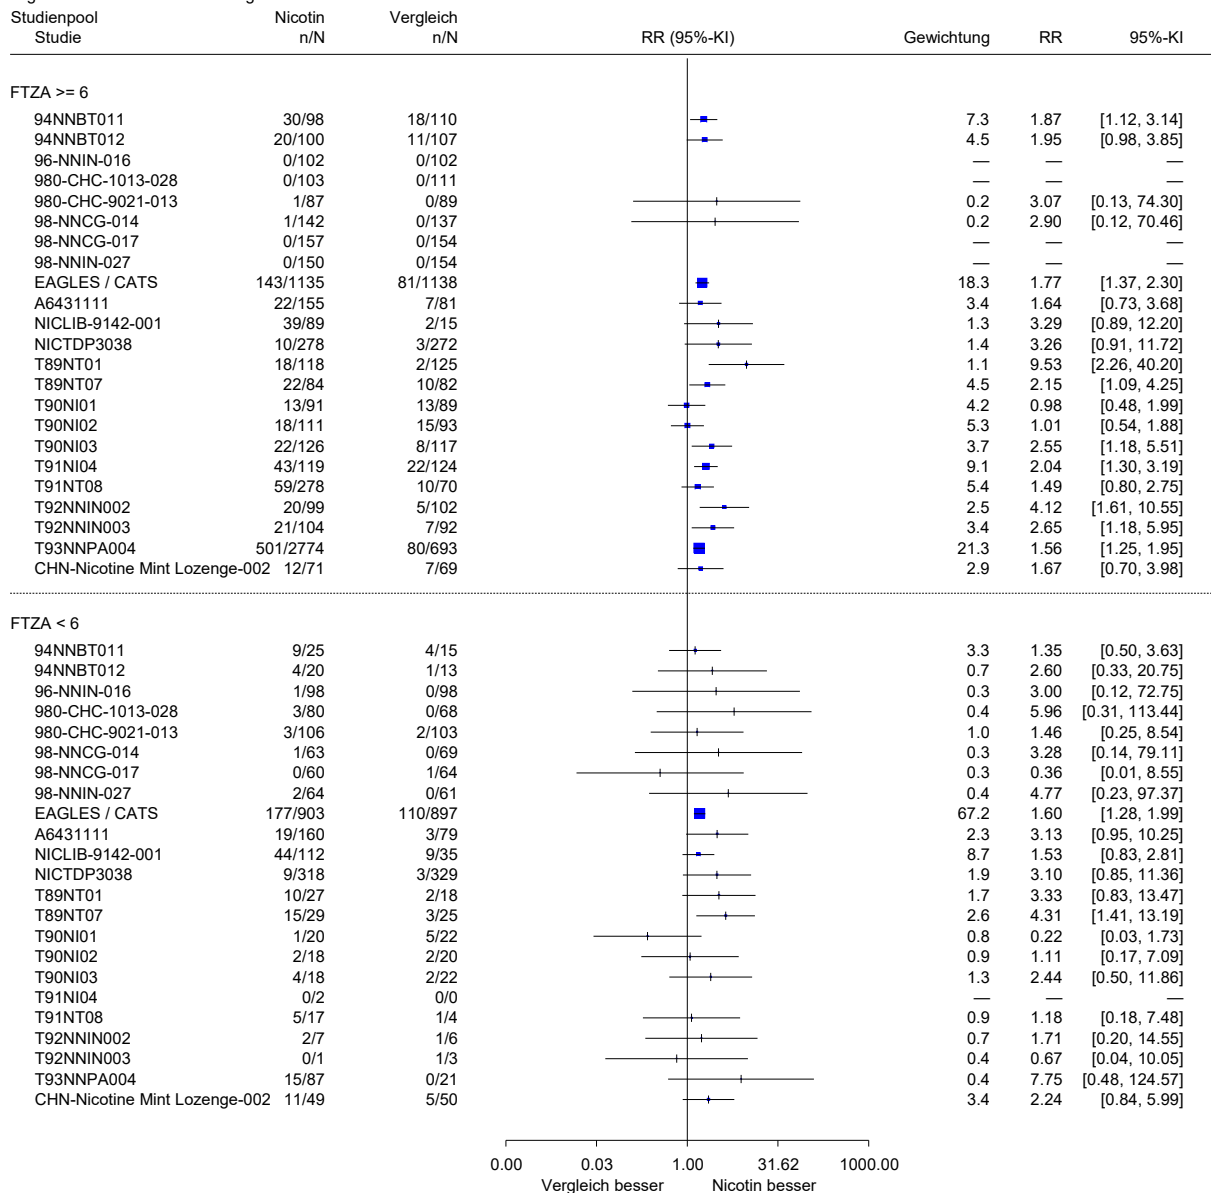 Studienpool Nicotin Vergleich
Studie n/N n/N RR (95%-KI) Gewichtung RR 95%-KI
FTZA >= 6
94NNBT011 30/98 18/110 7.3 1.87 [1.12, 3.14]
94NNBT012 20/100 11/107 4.5 1.95 [0.98, 3.85]
96-NNIN-016 0/102 0/102 — — —
980-CHC-1013-028 0/103 0/111 — — —
980-CHC-9021-013 1/87 0/89 0.2 3.07 [0.13, 74.30]
98-NNCG-014 1/142 0/137 0.2 2.90 [0.12, 70.46]
98-NNCG-017 0/157 0/154 — — —
98-NNIN-027 0/150 0/154 — — —
EAGLES / CATS 143/1135 81/1138 18.3 1.77 [1.37, 2.30]
A6431111 22/155 7/81 3.4 1.64 [0.73, 3.68]
NICLIB-9142-001 39/89 2/15 1.3 3.29 [0.89, 12.20]
NICTDP3038 10/278 3/272 1.4 3.26 [0.91, 11.72]
T89NT01 18/118 2/125 1.1 9.53 [2.26, 40.20]
T89NT07 22/84 10/82 4.5 2.15 [1.09, 4.25]
T90NI01 13/91 13/89 4.2 0.98 [0.48, 1.99]
T90NI02 18/111 15/93 5.3 1.01 [0.54, 1.88]
T90NI03 22/126 8/117 3.7 2.55 [1.18, 5.51]
T91NI04 43/119 22/124 9.1 2.04 [1.30, 3.19]
T91NT08 59/278 10/70 5.4 1.49 [0.80, 2.75]
T92NNIN002 20/99 5/102 2.5 4.12 [1.61, 10.55]
T92NNIN003 21/104 7/92 3.4 2.65 [1.18, 5.95]
T93NNPA004 501/2774 80/693 21.3 1.56 [1.25, 1.95]
CHN-Nicotine Mint Lozenge-002 12/71 7/69 2.9 1.67 [0.70, 3.98]
FTZA < 6
94NNBT011 9/25 4/15 3.3 1.35 [0.50, 3.63]
94NNBT012 4/20 1/13 0.7 2.60 [0.33, 20.75]
96-NNIN-016 1/98 0/98 0.3 3.00 [0.12, 72.75]
980-CHC-1013-028 3/80 0/68 0.4 5.96 [0.31, 113.44]
980-CHC-9021-013 3/106 2/103 1.0 1.46 [0.25, 8.54]
98-NNCG-014 1/63 0/69 0.3 3.28 [0.14, 79.11]
98-NNCG-017 0/60 1/64 0.3 0.36 [0.01, 8.55]
98-NNIN-027 2/64 0/61 0.4 4.77 [0.23, 97.37]
EAGLES / CATS 177/903 110/897 67.2 1.60 [1.28, 1.99]
A6431111 19/160 3/79 2.3 3.13 [0.95, 10.25]
NICLIB-9142-001 44/112 9/35 8.7 1.53 [0.83, 2.81]
NICTDP3038 9/318 3/329 1.9 3.10 [0.85, 11.36]
T89NT01 10/27 2/18 1.7 3.33 [0.83, 13.47]
T89NT07 15/29 3/25 2.6 4.31 [1.41, 13.19]
T90NI01 1/20 5/22 0.8 0.22 [0.03, 1.73]
T90NI02 2/18 2/20 0.9 1.11 [0.17, 7.09]
T90NI03 4/18 2/22 1.3 2.44 [0.50, 11.86]
T91NI04 0/2 0/0 — — —
T91NT08 5/17 1/4 0.9 1.18 [0.18, 7.48]
T92NNIN002 2/7 1/6 0.7 1.71 [0.20, 14.55]
T92NNIN003 0/1 1/3 0.4 0.67 [0.04, 10.05]
T93NNPA004 15/87 0/21 0.4 7.75 [0.48, 124.57]
CHN-Nicotine Mint Lozenge-002 11/49 5/50 3.4 2.24 [0.84, 5.99]
0.00 0.03 1.00 31.62 1000.00
Vergleich besser Nicotin besser